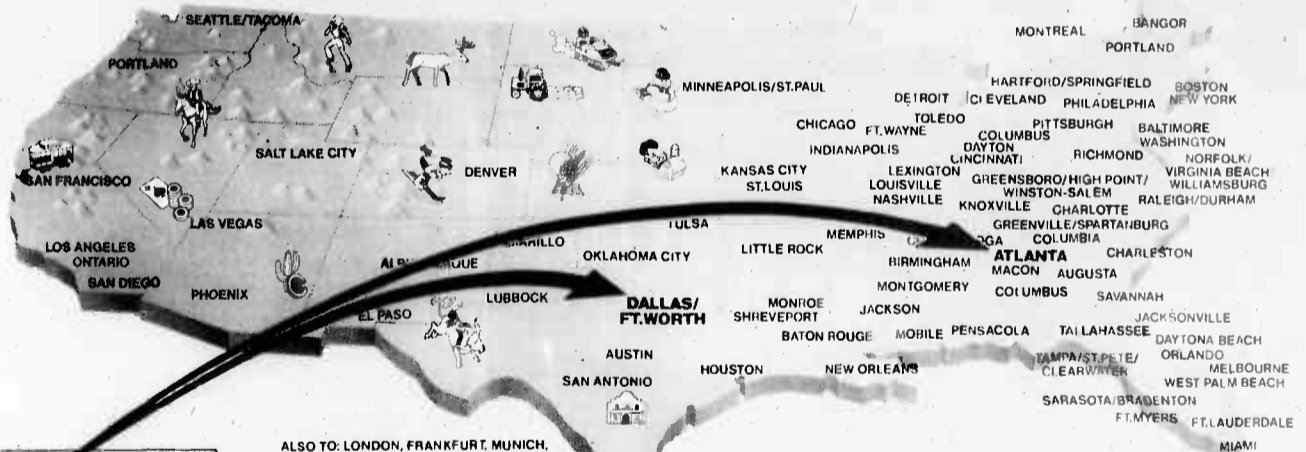 SEATTLE/TACOMA
PORTLAND
SALT LAKE CITY
SAN FRANCISCO
LAS VEGAS
LOS ANGELES
ONTARIO
SAN DIEGO
PHOENIX
DENVER
EL PASO
LUBBOCK
MINNEAPOLIS/ST.PAUL
KANSAS CITY
ST.LOUIS
TULSA
OKLAHOMA CITY
LITTLE ROCK
DALLAS/
FT.WORTH
AUSTIN
SAN ANTONIO
HOUSTON
MONROE
SHREVEPORT
BATON ROUGE
NEW ORLEANS
JACKSON
MOBILE
PENSACOLA
MONTREAL
BANGOR
PORTLAND
HARTFORD/SPRINGFIELD
BOSTON
NEW YORK
DETROIT
CLEVELAND
PHILADELPHIA
CHICAGO
FT.WAYNE
TOLEDO
COLUMBUS
PITTSBURGH
BALTIMORE
WASHINGTON
INDIANAPOLIS
DAYTON
CINCINNATI
RICHMOND
NORFOLK/
VIRGINIA BEACH
WILLIAMSBURG
LEXINGTON
LOUISVILLE
NASHVILLE
GREENSBORO/HIGH POINT/
WINSTON-SALEM
KNOXVILLE
CHARLOTTE
RALEIGH/DURHAM
GREENVILLE/SPARTANBURG
MEMPHIS
COLUMBIA
BIRMINGHAM
ATLANTA
CHARLESTON
MACON
AUGUSTA
MONTGOMERY
COLUMBUS
SAVANNAH
JACKSONVILLE
TALLAHASSEE
DAYTONA BEACH
ORLANDO
TAMPA/ST.PETE/
CLEARWATER
MELBOURNE
WEST PALM BEACH
SARASOTA/BRADENTON
FT.MYERS
FT.LAUDERDALE
MIAMI
ALSO TO: LONDON, FRANKFURT, MUNICH,